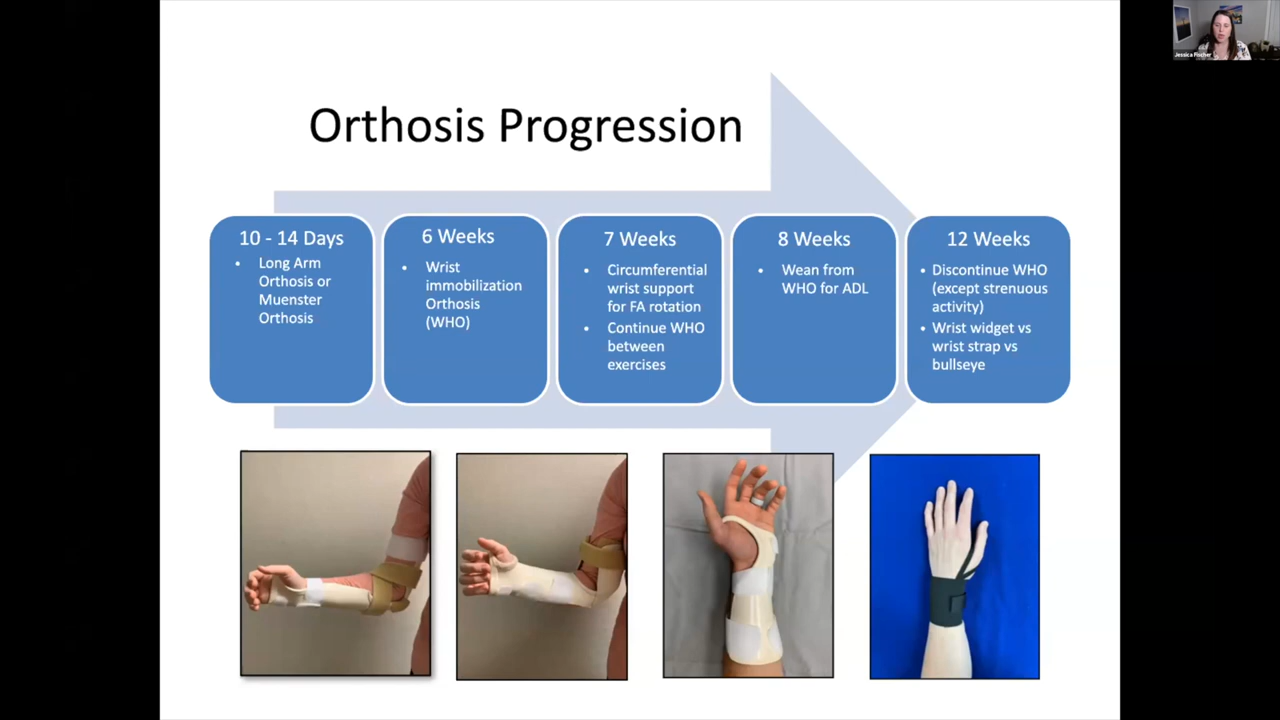 Jessica Fischer
Orthosis Progression
10 - 14 Days
• Long Arm
Orthosis or
Muenster
Orthosis
6 Weeks
• Wrist
immobilization
Orthosis
(WHO)
7 Weeks
• Circumferential
wrist support
for FA rotation
• Continue WHO
between
exercises
8 Weeks
• Wean from
WHO for ADL
12 Weeks
• Discontinue WHO
(except strenuous
activity)
• Wrist widget vs
wrist strap vs
bullseye